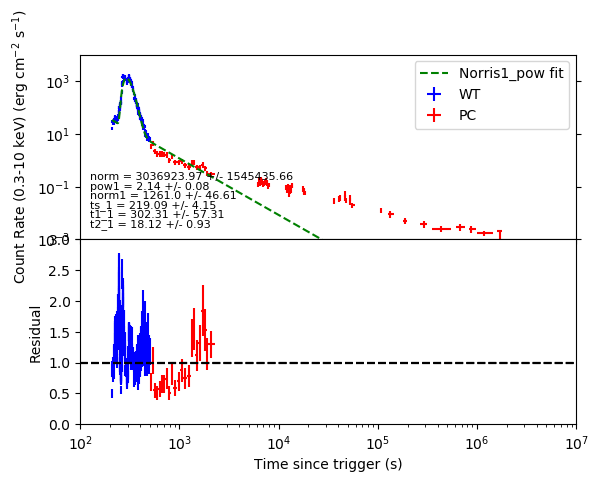 Count Rate (0.3-10 keV) (erg cm⁻² s⁻¹)
10³
10¹
10⁻¹
10⁻³
Norris1_pow fit
WT
PC
norm = 3036923.97 +/- 1545435.66
pow1 = 2.14 +/- 0.08
norm1 = 1261.0 +/- 46.61
ts_1 = 219.09 +/- 4.15
t1_1 = 302.31 +/- 57.31
t2_1 = 18.12 +/- 0.93
Residual
2.5
2.0
1.5
1.0
0.5
0.0
10² 10³ 10⁴ 10⁵ 10⁶ 10⁷
Time since trigger (s)